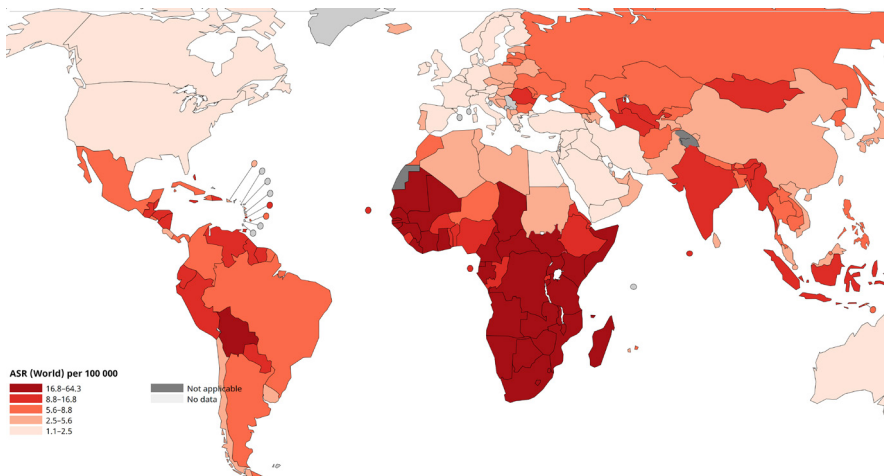 ASR (World) per 100 000
16.8–64.3
8.8–16.8
5.6–8.8
2.5–5.6
1.1–2.5
Not applicable
No data